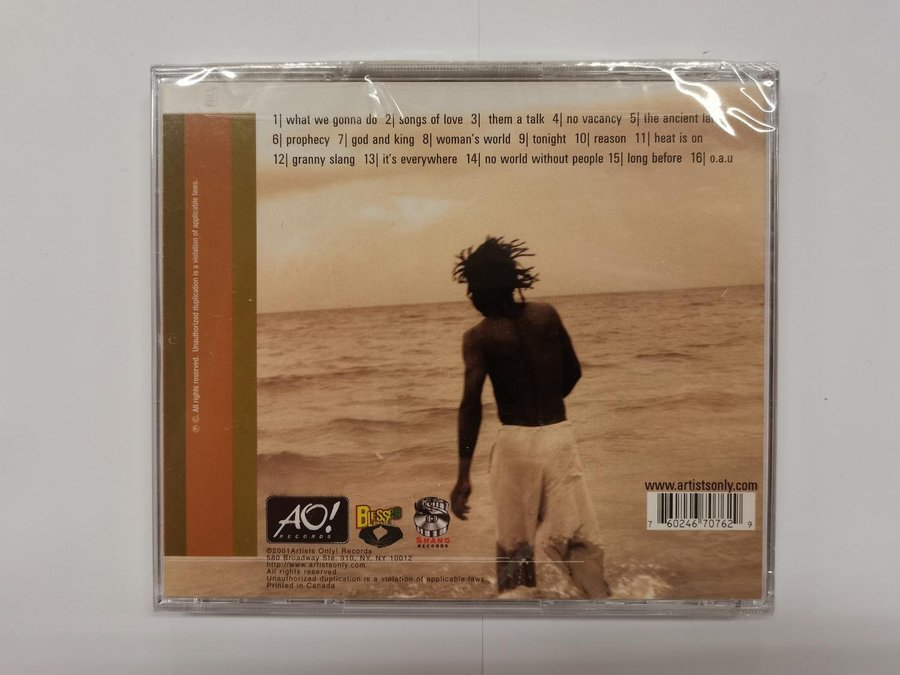 1| what we gonna do 2| songs of love 3| them a talk 4| no vacancy 5| the ancient
6| prophecy 7| god and king 8| woman's world 9| tonight 10| reason 11| heat is on
12| granny slang 13| it's everywhere 14| no world without people 15| long before 16| o.a.u
℗ ©. All rights reserved. Unauthorized duplication is a violation of applicable laws.
www.artistsonly.com
7 60246 70762 9
AO!
RECORDS
BLESSED
SHANG
RECORDS
©2001Artists Only! Records
580 Broadway Ste. 910, NY, NY 10012
http://www.artistsonly.com
All rights reserved.
Unauthorized duplication is a violation of applicable laws.
Printed in Canada